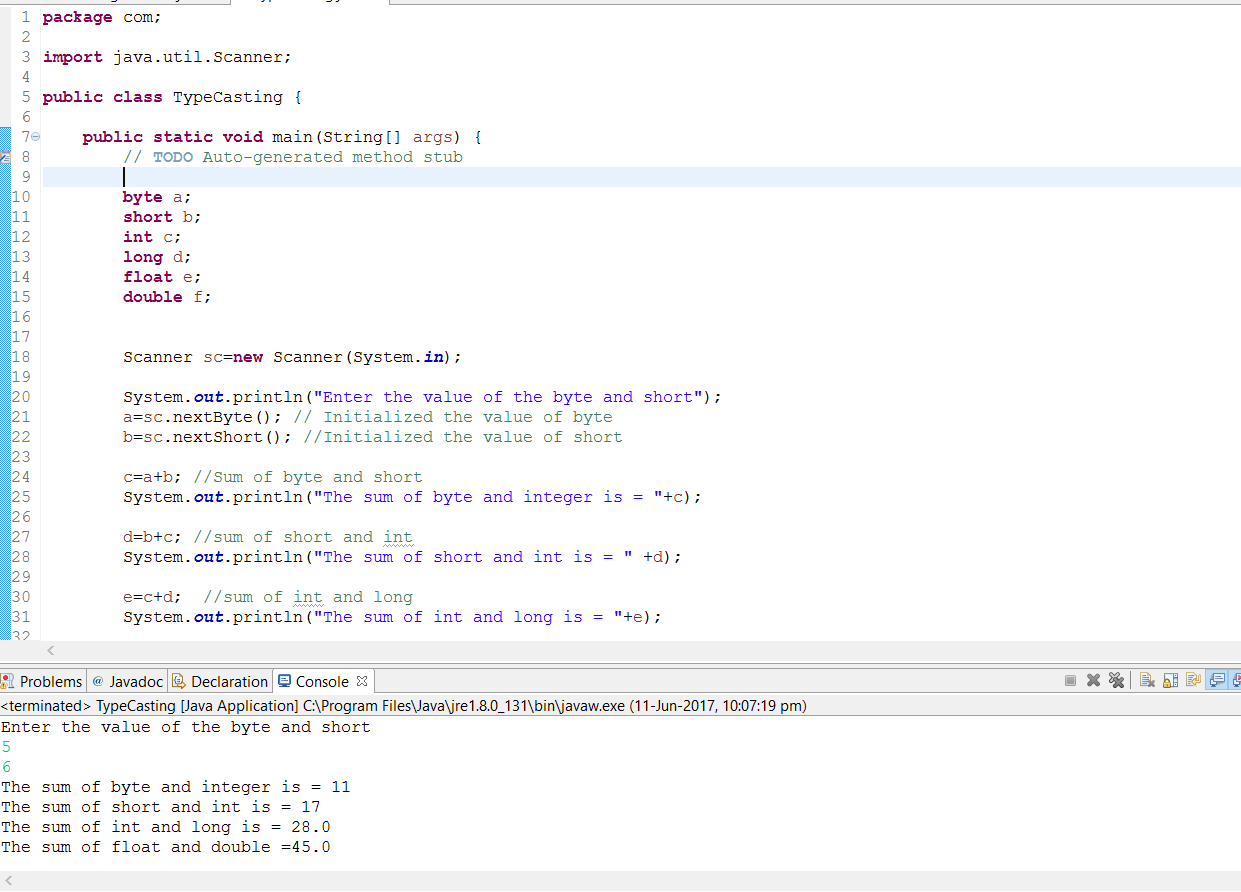 1 package com;
2
3 import java.util.Scanner;
4
5 public class TypeCasting {
6
7 public static void main(String[] args) {
8 // TODO Auto-generated method stub
9
10 byte a;
11 short b;
12 int c;
13 long d;
14 float e;
15 double f;
16
17
18 Scanner sc=new Scanner(System.in);
19
20 System.out.println("Enter the value of the byte and short");
21 a=sc.nextByte(); // Initialized the value of byte
22 b=sc.nextShort(); //Initialized the value of short
23
24 c=a+b; //Sum of byte and short
25 System.out.println("The sum of byte and integer is = "+c);
26
27 d=b+c; //sum of short and int
28 System.out.println("The sum of short and int is = " +d);
29
30 e=c+d;  //sum of int and long
31 System.out.println("The sum of int and long is = "+e);
32
Problems @ Javadoc Declaration Console
<terminated> TypeCasting [Java Application] C:\Program Files\Java\jre1.8.0_131\bin\javaw.exe (11-Jun-2017, 10:07:19 pm)
Enter the value of the byte and short
5
6
The sum of byte and integer is = 11
The sum of short and int is = 17
The sum of int and long is = 28.0
The sum of float and double =45.0